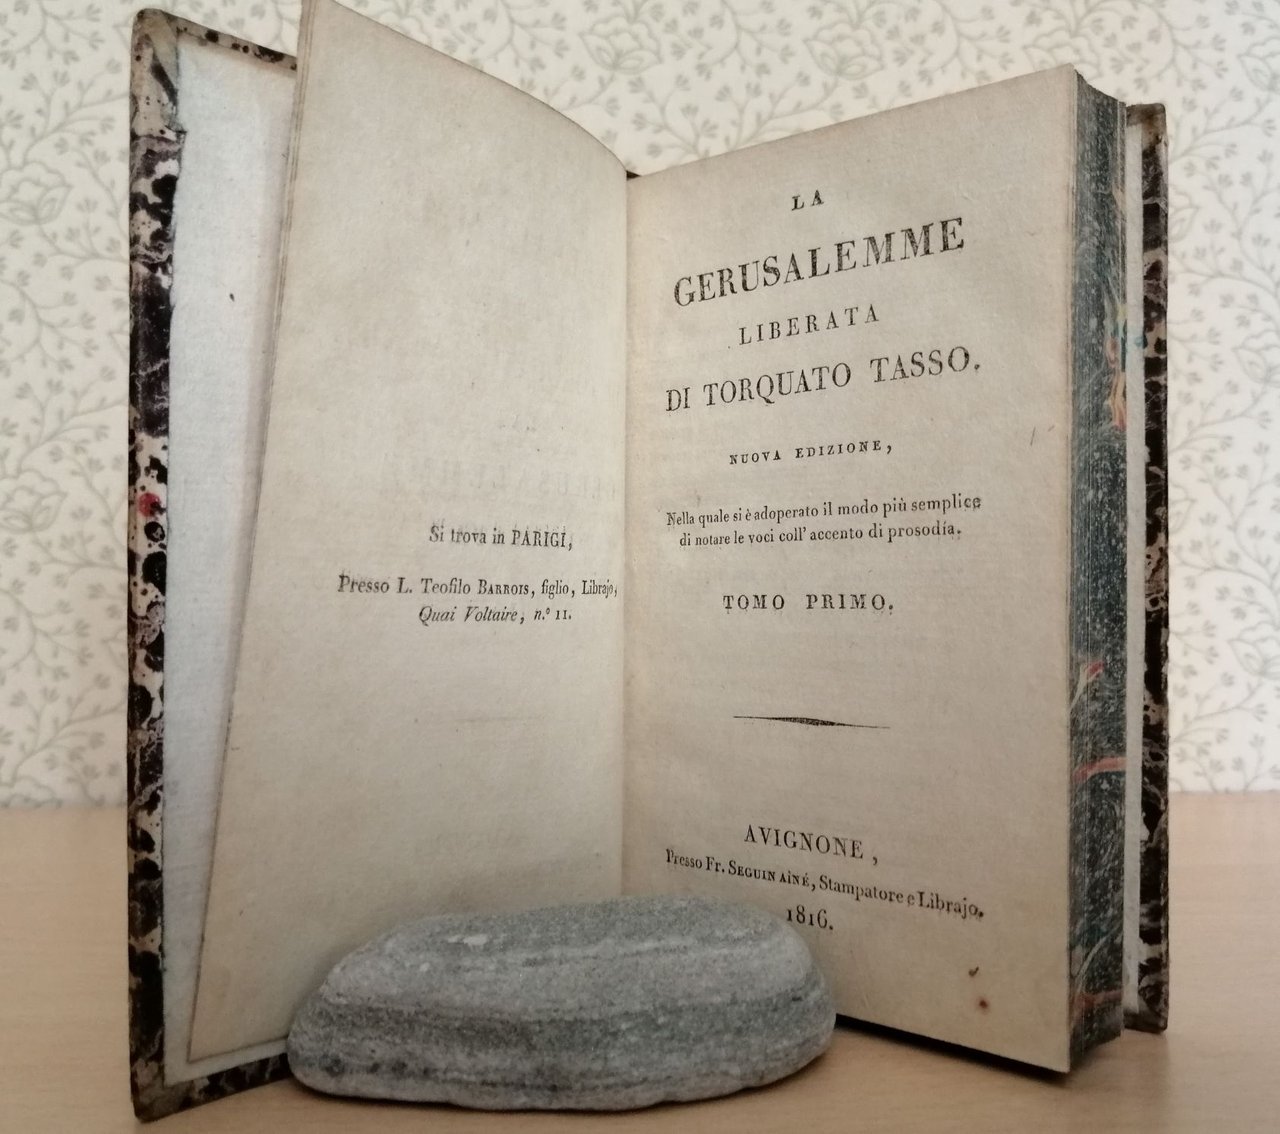 Si trova in PARIGI,
Presso L. Teofilo BARROIS, figlio, Librajo,
Quai Voltaire, n.º 11.
LA
GERUSALEMME
LIBERATA
DI TORQUATO TASSO.
NUOVA EDIZIONE,
Nella quale si è adoperato il modo più semplice
di notare le voci coll' accento di prosodía.
TOMO PRIMO.
AVIGNONE,
Presso Fr. SEGUIN AÎNÉ, Stampatore e Librajo.
1816.